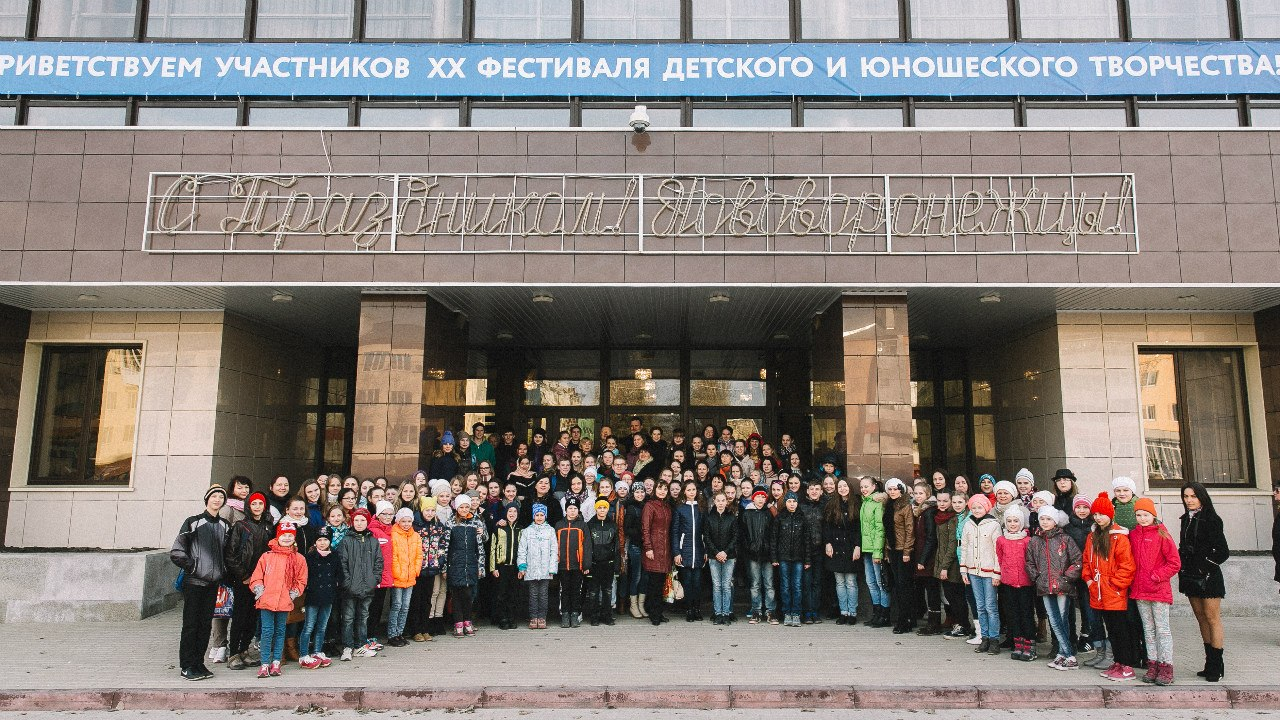 РИВЕТСТВУЕМ УЧАСТНИКОВ XX ФЕСТИВАЛЯ ДЕТСКОГО И ЮНОШЕСКОГО ТВОРЧЕСТВА!
С Праздником! Нововоронежцы!